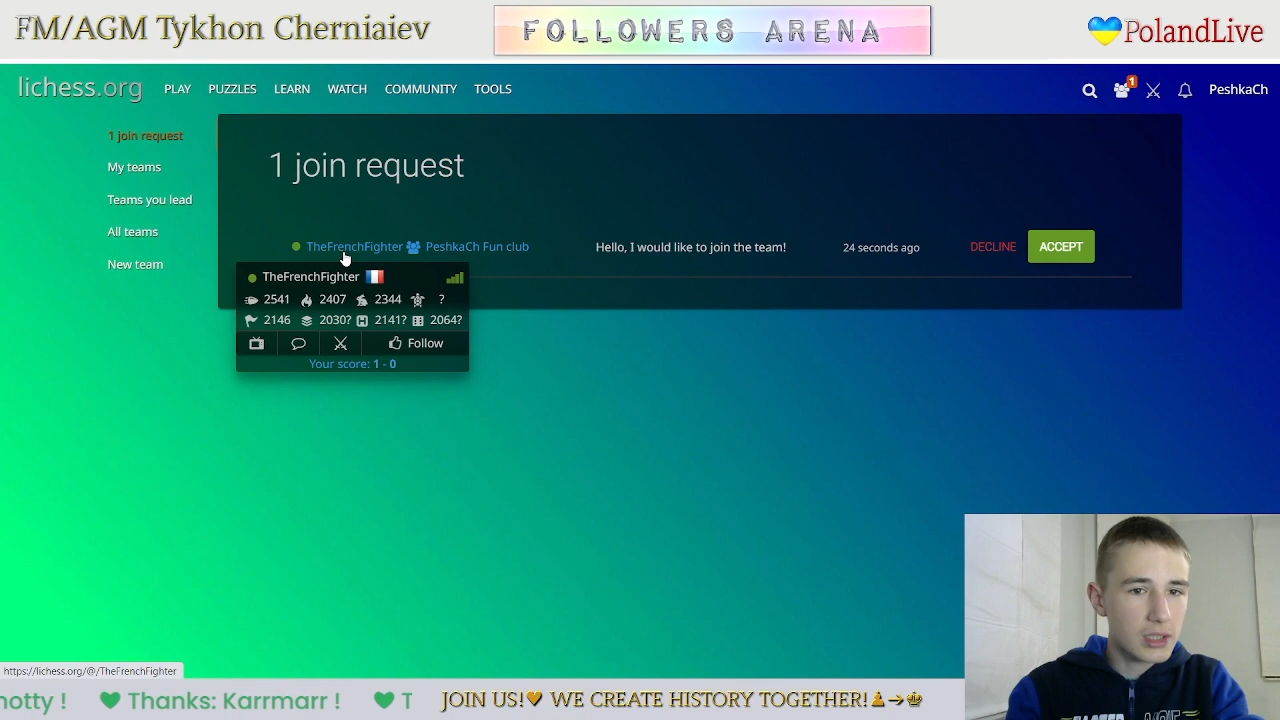 FM/AGM Tykhon Cherniaiev
FOLLOWERS ARENA
PolandLive
lichess.org PLAY PUZZLES LEARN WATCH COMMUNITY TOOLS 1 PeshkaCh
1 join request
My teams
Teams you lead
All teams
New team
1 join request
TheFrenchFighter PeshkaCh Fun club Hello, I would like to join the team! 24 seconds ago DECLINE ACCEPT
TheFrenchFighter
2541 2407 2344 ?
2146 2030? 2141? 2064?
Follow
Your score: 1 - 0
https://lichess.org/@/TheFrenchFighter
notty ! Thanks: Karrmarr ! T JOIN US! WE CREATE HISTORY TOGETHER!